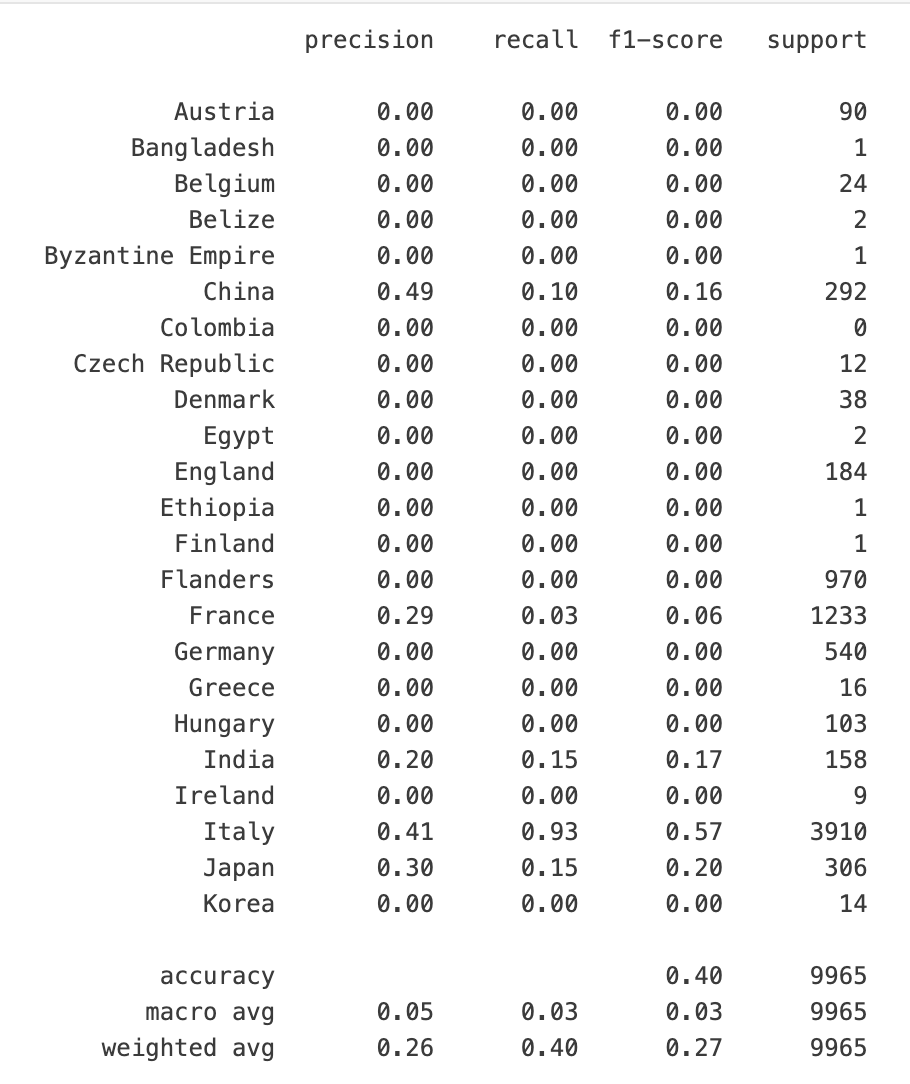 precision recall f1-score support
Austria 0.00 0.00 0.00 90
Bangladesh 0.00 0.00 0.00 1
Belgium 0.00 0.00 0.00 24
Belize 0.00 0.00 0.00 2
Byzantine Empire 0.00 0.00 0.00 1
China 0.49 0.10 0.16 292
Colombia 0.00 0.00 0.00 0
Czech Republic 0.00 0.00 0.00 12
Denmark 0.00 0.00 0.00 38
Egypt 0.00 0.00 0.00 2
England 0.00 0.00 0.00 184
Ethiopia 0.00 0.00 0.00 1
Finland 0.00 0.00 0.00 1
Flanders 0.00 0.00 0.00 970
France 0.29 0.03 0.06 1233
Germany 0.00 0.00 0.00 540
Greece 0.00 0.00 0.00 16
Hungary 0.00 0.00 0.00 103
India 0.20 0.15 0.17 158
Ireland 0.00 0.00 0.00 9
Italy 0.41 0.93 0.57 3910
Japan 0.30 0.15 0.20 306
Korea 0.00 0.00 0.00 14
accuracy 0.40 9965
macro avg 0.05 0.03 0.03 9965
weighted avg 0.26 0.40 0.27 9965